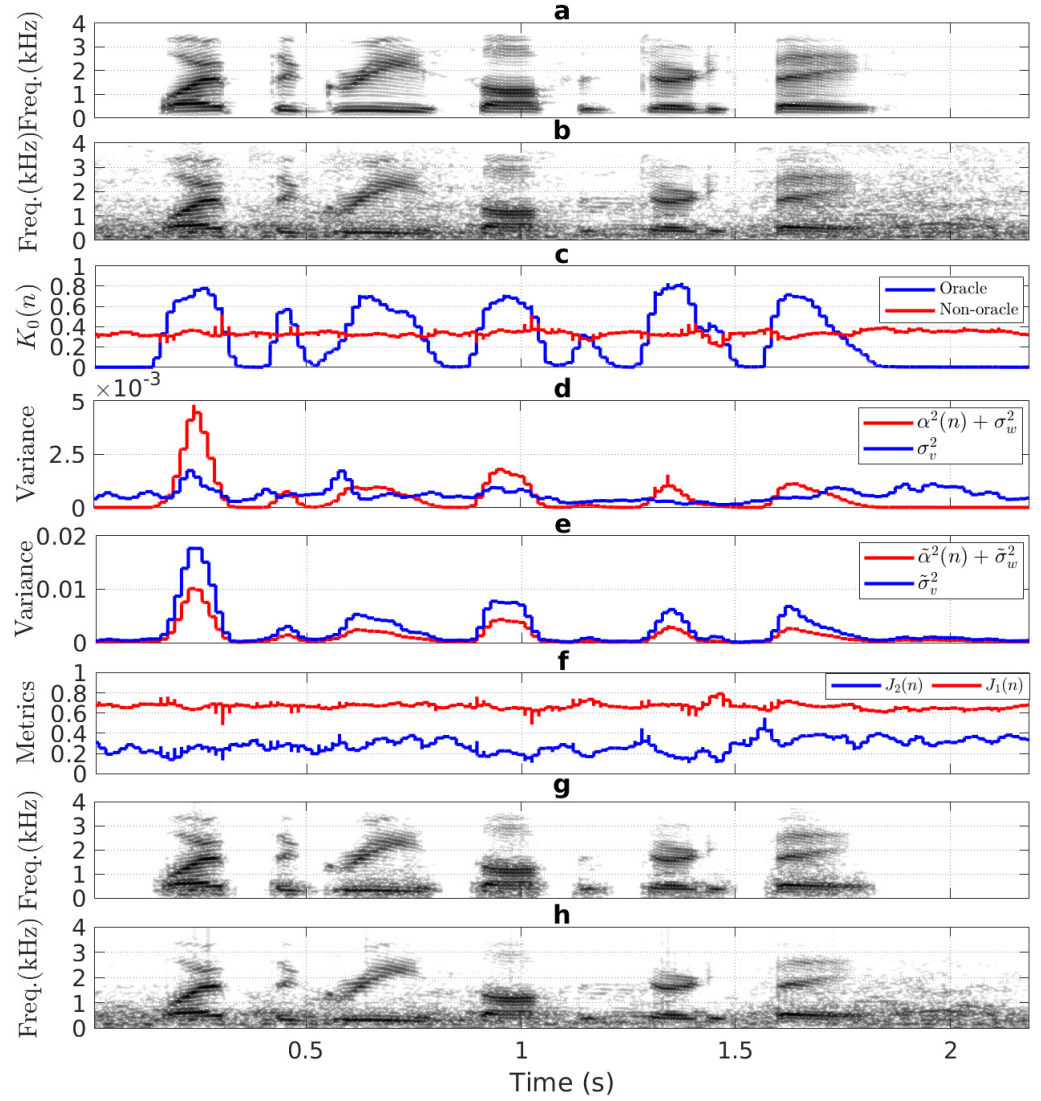 a
Freq.(kHz)
4
3
2
1
0
b
Freq.(kHz)
4
3
2
1
0
c
K₀(n)
1
0.8
0.6
0.4
0.2
0
Oracle
Non-oracle
×10⁻³
d
Variance
5
2.5
0
α²(n) + σ²_w
σ²_v
e
Variance
0.02
0.01
0
α̃²(n) + σ̃²_w
σ̃²_v
f
Metrics
1
0.8
0.6
0.4
0.2
0
J₂(n) J₁(n)
g
Freq.(kHz)
4
3
2
1
0
h
Freq.(kHz)
4
3
2
1
0
0.5 1 1.5 2
Time (s)